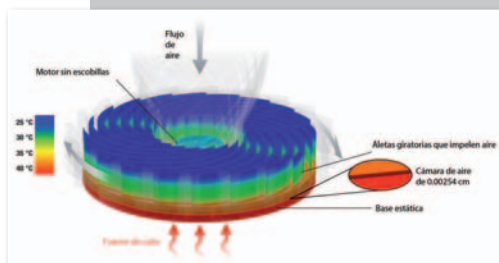 Flujo
de
aire
Motor sin escobillas
25 °C
30 °C
35 °C
40 °C
Aletas giratorias que impelen aire
Cámara de aire
de 0.00254 cm
Base estática
Fuente de calor